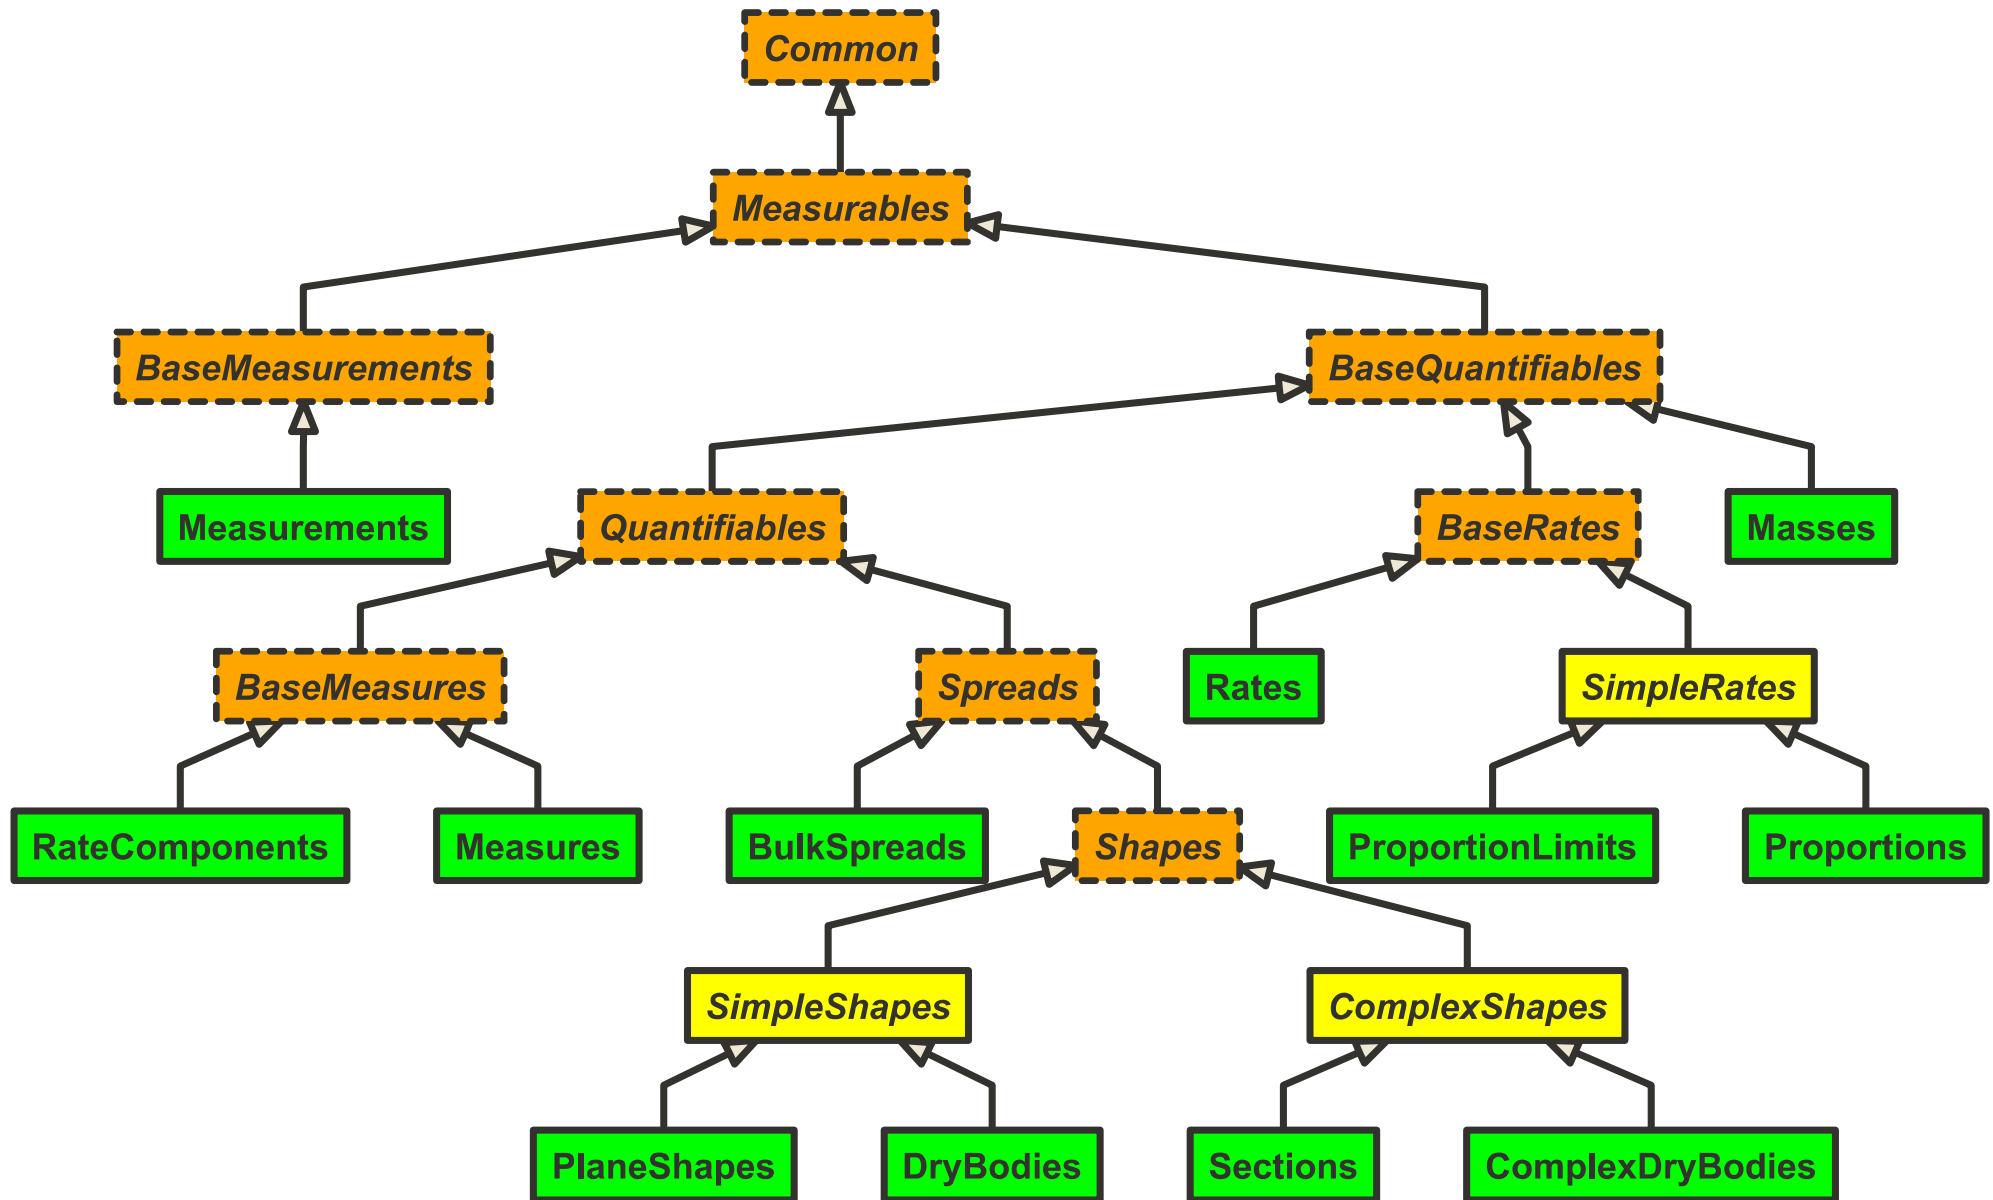 Common
Measurables
BaseMeasurements
BaseQuantifiables
Measurements
Quantifiables
BaseRates
Masses
BaseMeasures
Spreads
Rates
SimpleRates
RateComponents
Measures
BulkSpreads
Shapes
ProportionLimits
Proportions
SimpleShapes
ComplexShapes
PlaneShapes
DryBodies
Sections
ComplexDryBodies